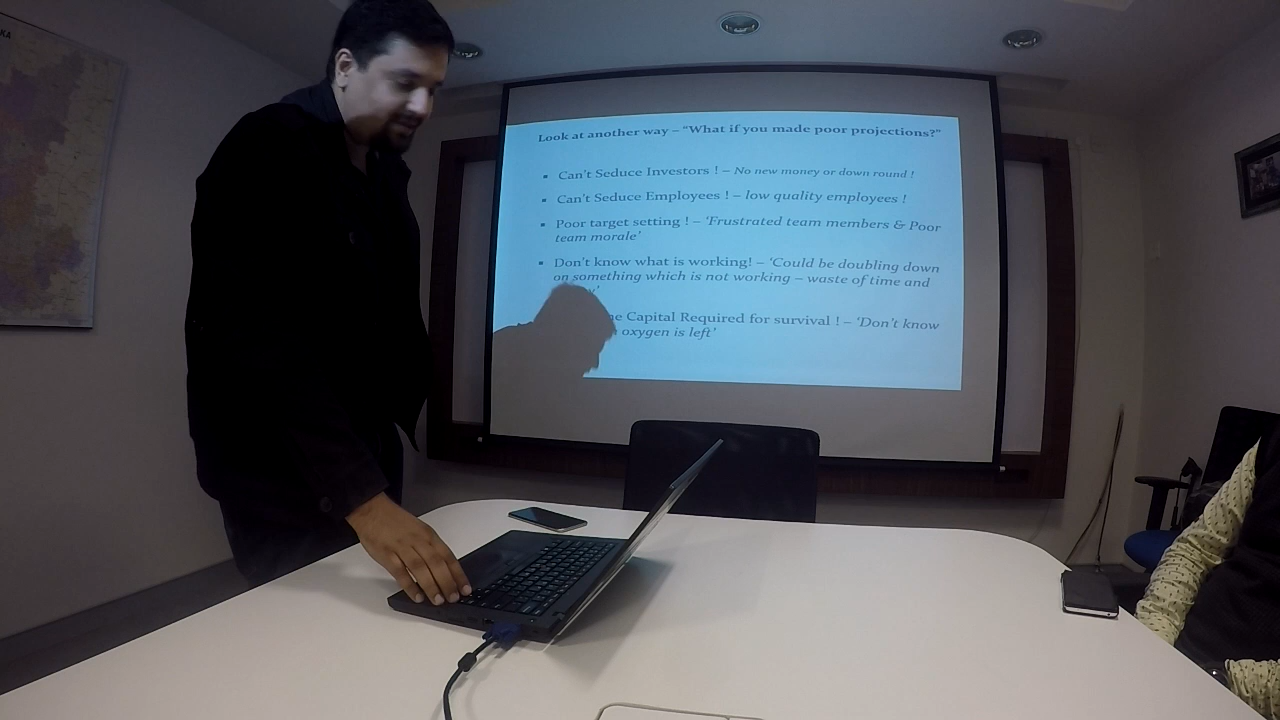 KA
Look at another way – "What if you made poor projections?"
Can't Seduce Investors ! – No new money or down round !
Can't Seduce Employees ! – low quality employees !
Poor target setting ! – 'Frustrated team members & Poor
team morale'
Don't know what is working! – 'Could be doubling down
on something which is not working – waste of time and
Capital Required for survival ! – 'Don't know
oxygen is left'